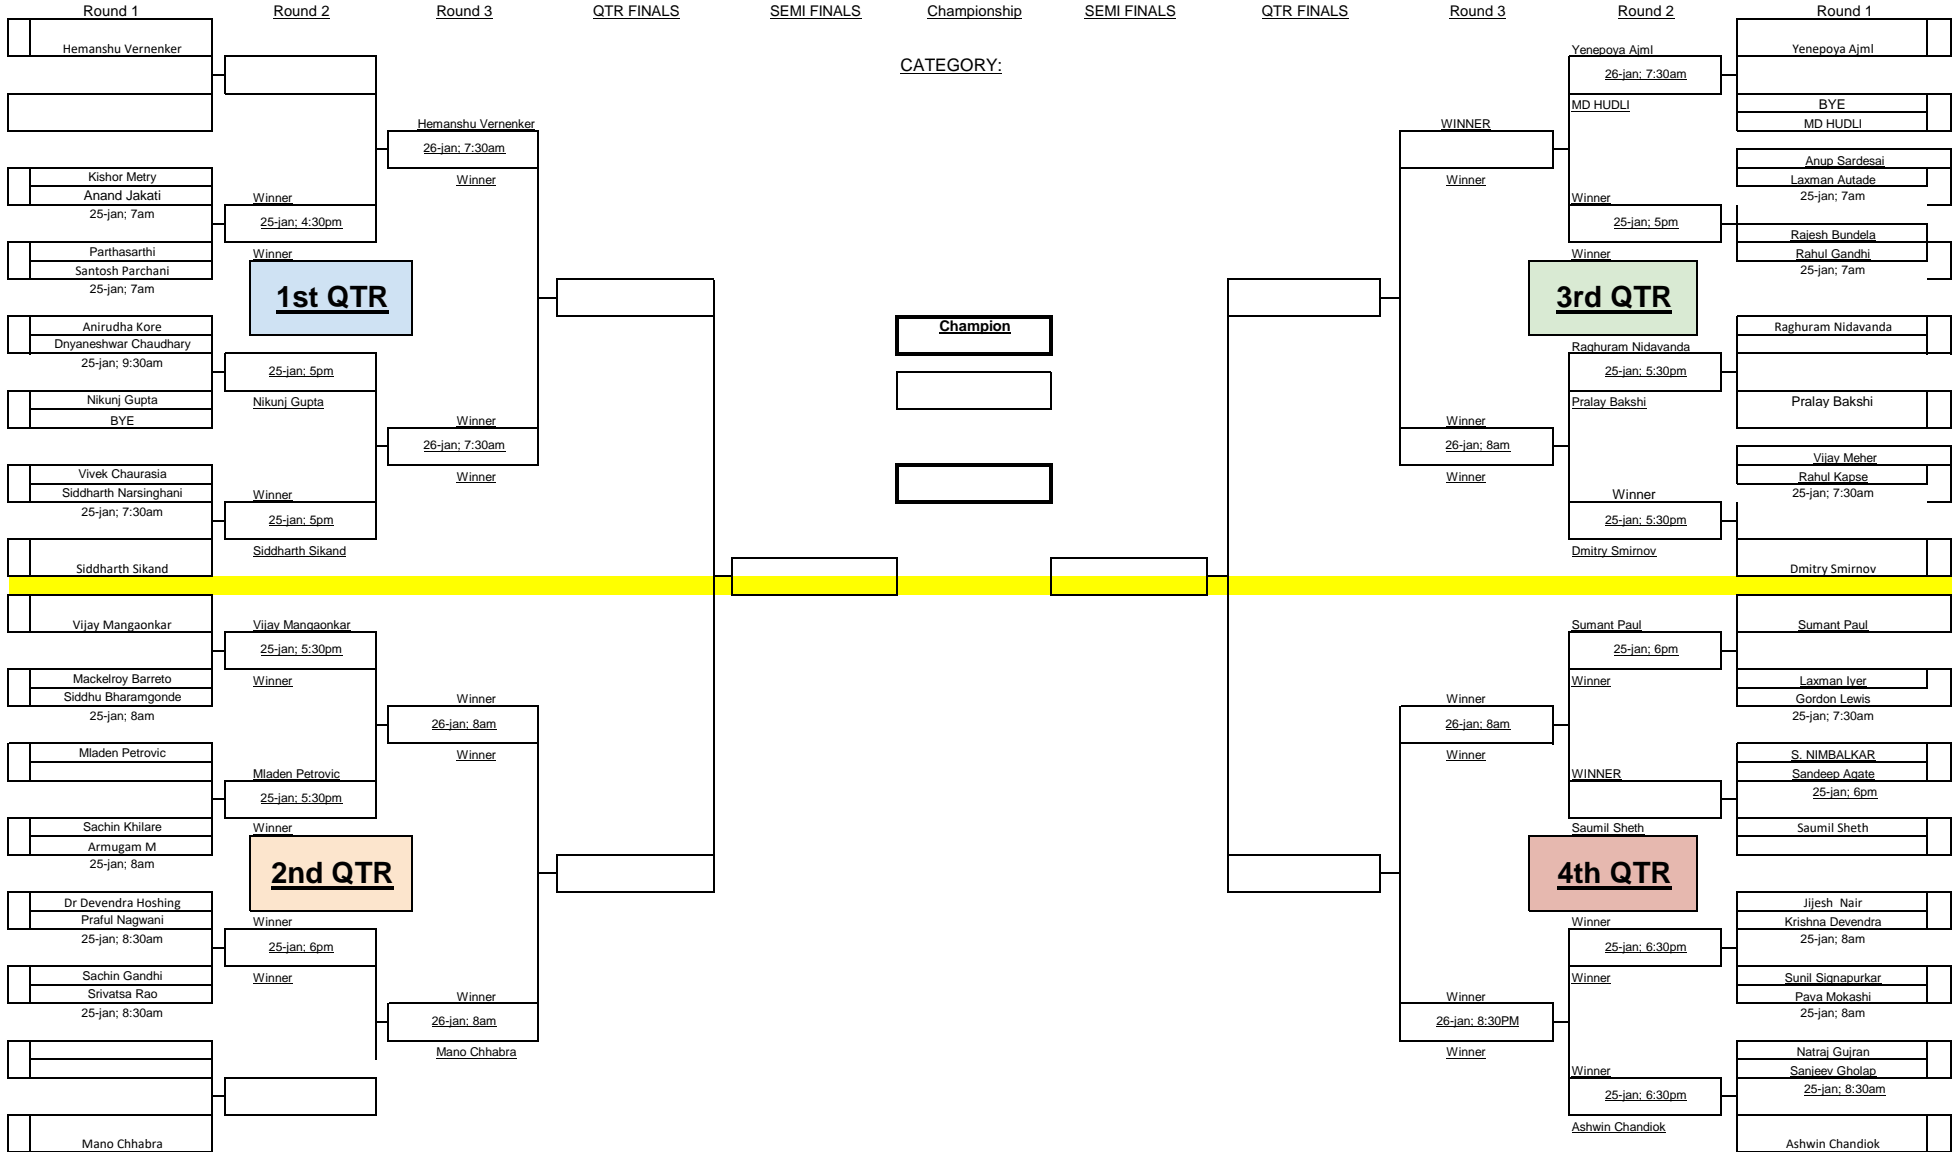 Round 1 Round 2 Round 3 QTR FINALS SEMI FINALS Championship SEMI FINALS QTR FINALS Round 3 Round 2 Round 1
CATEGORY:
Hemanshu Vernenker
Kishor Metry
Anand Jakati
25-jan; 7am
Parthasarthi
Santosh Parchani
25-jan; 7am
Anirudha Kore
Dnyaneshwar Chaudhary
25-jan; 9:30am
Nikunj Gupta
BYE
Vivek Chaurasia
Siddharth Narsinghani
25-jan; 7:30am
Siddharth Sikand
Vijay Mangaonkar
Mackelroy Barreto
Siddhu Bharamgonde
25-jan; 8am
Mladen Petrovic
Sachin Khilare
Armugam M
25-jan; 8am
Dr Devendra Hoshing
Praful Nagwani
25-jan; 8:30am
Sachin Gandhi
Srivatsa Rao
25-jan; 8:30am
Mano Chhabra
Winner
25-jan; 4:30pm
Winner
1st QTR
25-jan; 5pm
Nikunj Gupta
Winner
25-jan; 5pm
Siddharth Sikand
Vijay Mangaonkar
25-jan; 5:30pm
Winner
Mladen Petrovic
25-jan; 5:30pm
Winner
2nd QTR
Winner
25-jan; 6pm
Winner
Hemanshu Vernenker
26-jan; 7:30am
Winner
Winner
26-jan; 7:30am
Winner
Winner
26-jan; 8am
Winner
Winner
26-jan; 8am
Mano Chhabra
Champion
WINNER
Winner
Winner
26-jan; 8am
Winner
Winner
26-jan; 8am
Winner
Winner
26-jan; 8:30PM
Winner
Yenepoya Ajml
26-jan; 7:30am
MD HUDLI
Winner
25-jan; 5pm
Winner
3rd QTR
Raghuram Nidavanda
25-jan; 5:30pm
Pralay Bakshi
Winner
25-jan; 5:30pm
Dmitry Smirnov
Sumant Paul
25-jan; 6pm
Winner
WINNER
Saumil Sheth
4th QTR
Winner
25-jan; 6:30pm
Winner
Winner
25-jan; 6:30pm
Ashwin Chandiok
Yenepoya Ajml
BYE
MD HUDLI
Anup Sardesai
Laxman Autade
25-jan; 7am
Rajesh Bundela
Rahul Gandhi
25-jan; 7am
Raghuram Nidavanda
Pralay Bakshi
Vijay Meher
Rahul Kapse
25-jan; 7:30am
Dmitry Smirnov
Sumant Paul
Laxman Iyer
Gordon Lewis
25-jan; 7:30am
S. NIMBALKAR
Sandeep Agate
25-jan; 6pm
Saumil Sheth
Jijesh Nair
Krishna Devendra
25-jan; 8am
Sunil Signapurkar
Pava Mokashi
25-jan; 8am
Natraj Gujran
Sanjeev Gholap
25-jan; 8:30am
Ashwin Chandiok